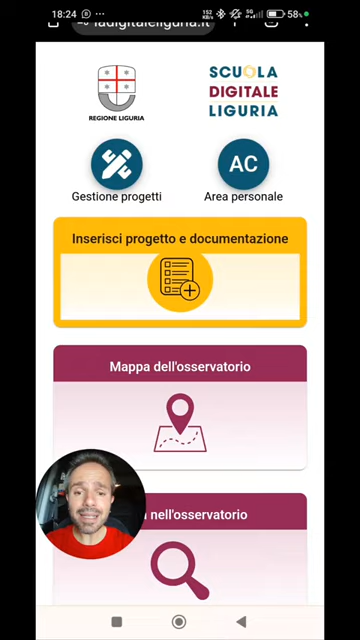 18:24
58%
REGIONE LIGURIA
SCUOLA
DIGITALE
LIGURIA
AC
Gestione progetti
Area personale
Inserisci progetto e documentazione
Mappa dell'osservatorio
nell'osservatorio